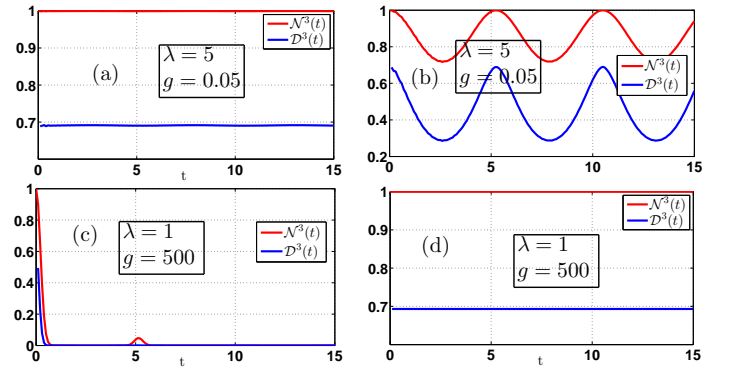 1
0.9
0.8
0.7
0 5 10 15
t
(a)
λ = 5
g = 0.05
𝒩³(t)
𝒟³(t)
1
0.8
0.6
0.4
0.2
0 5 10 15
t
(b)
λ = 5
g = 0.05
𝒩³(t)
𝒟³(t)
1
0.8
0.6
0.4
0.2
0
0 5 10 15
t
(c)
λ = 1
g = 500
𝒩³(t)
𝒟³(t)
1
0.9
0.8
0.7
0 5 10 15
t
(d)
λ = 1
g = 500
𝒩³(t)
𝒟³(t)